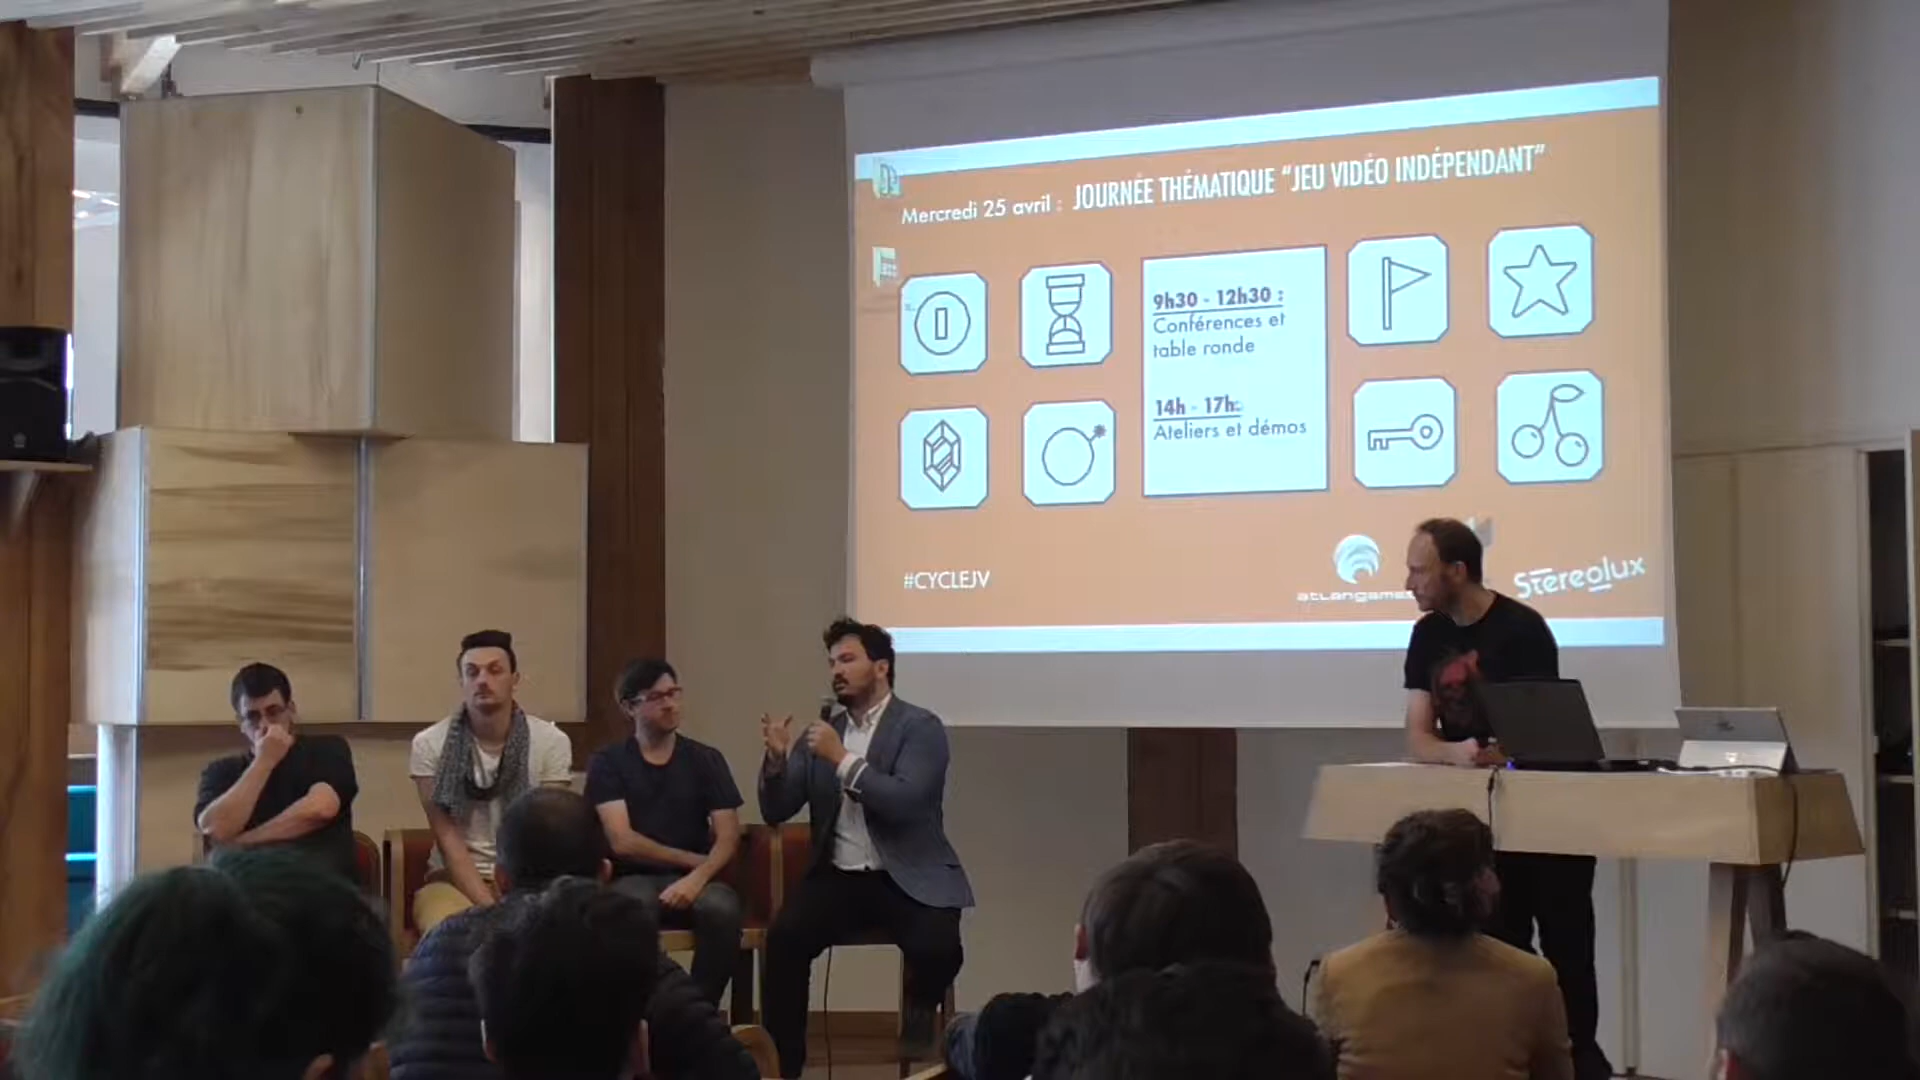 Mercredi 25 avril : JOURNÉE THÉMATIQUE "JEU VIDÉO INDÉPENDANT"
9h30 - 12h30 :
Conférences et
table ronde
14h - 17h:
Ateliers et démos
#CYCLEJV
atlangames
Stereolux